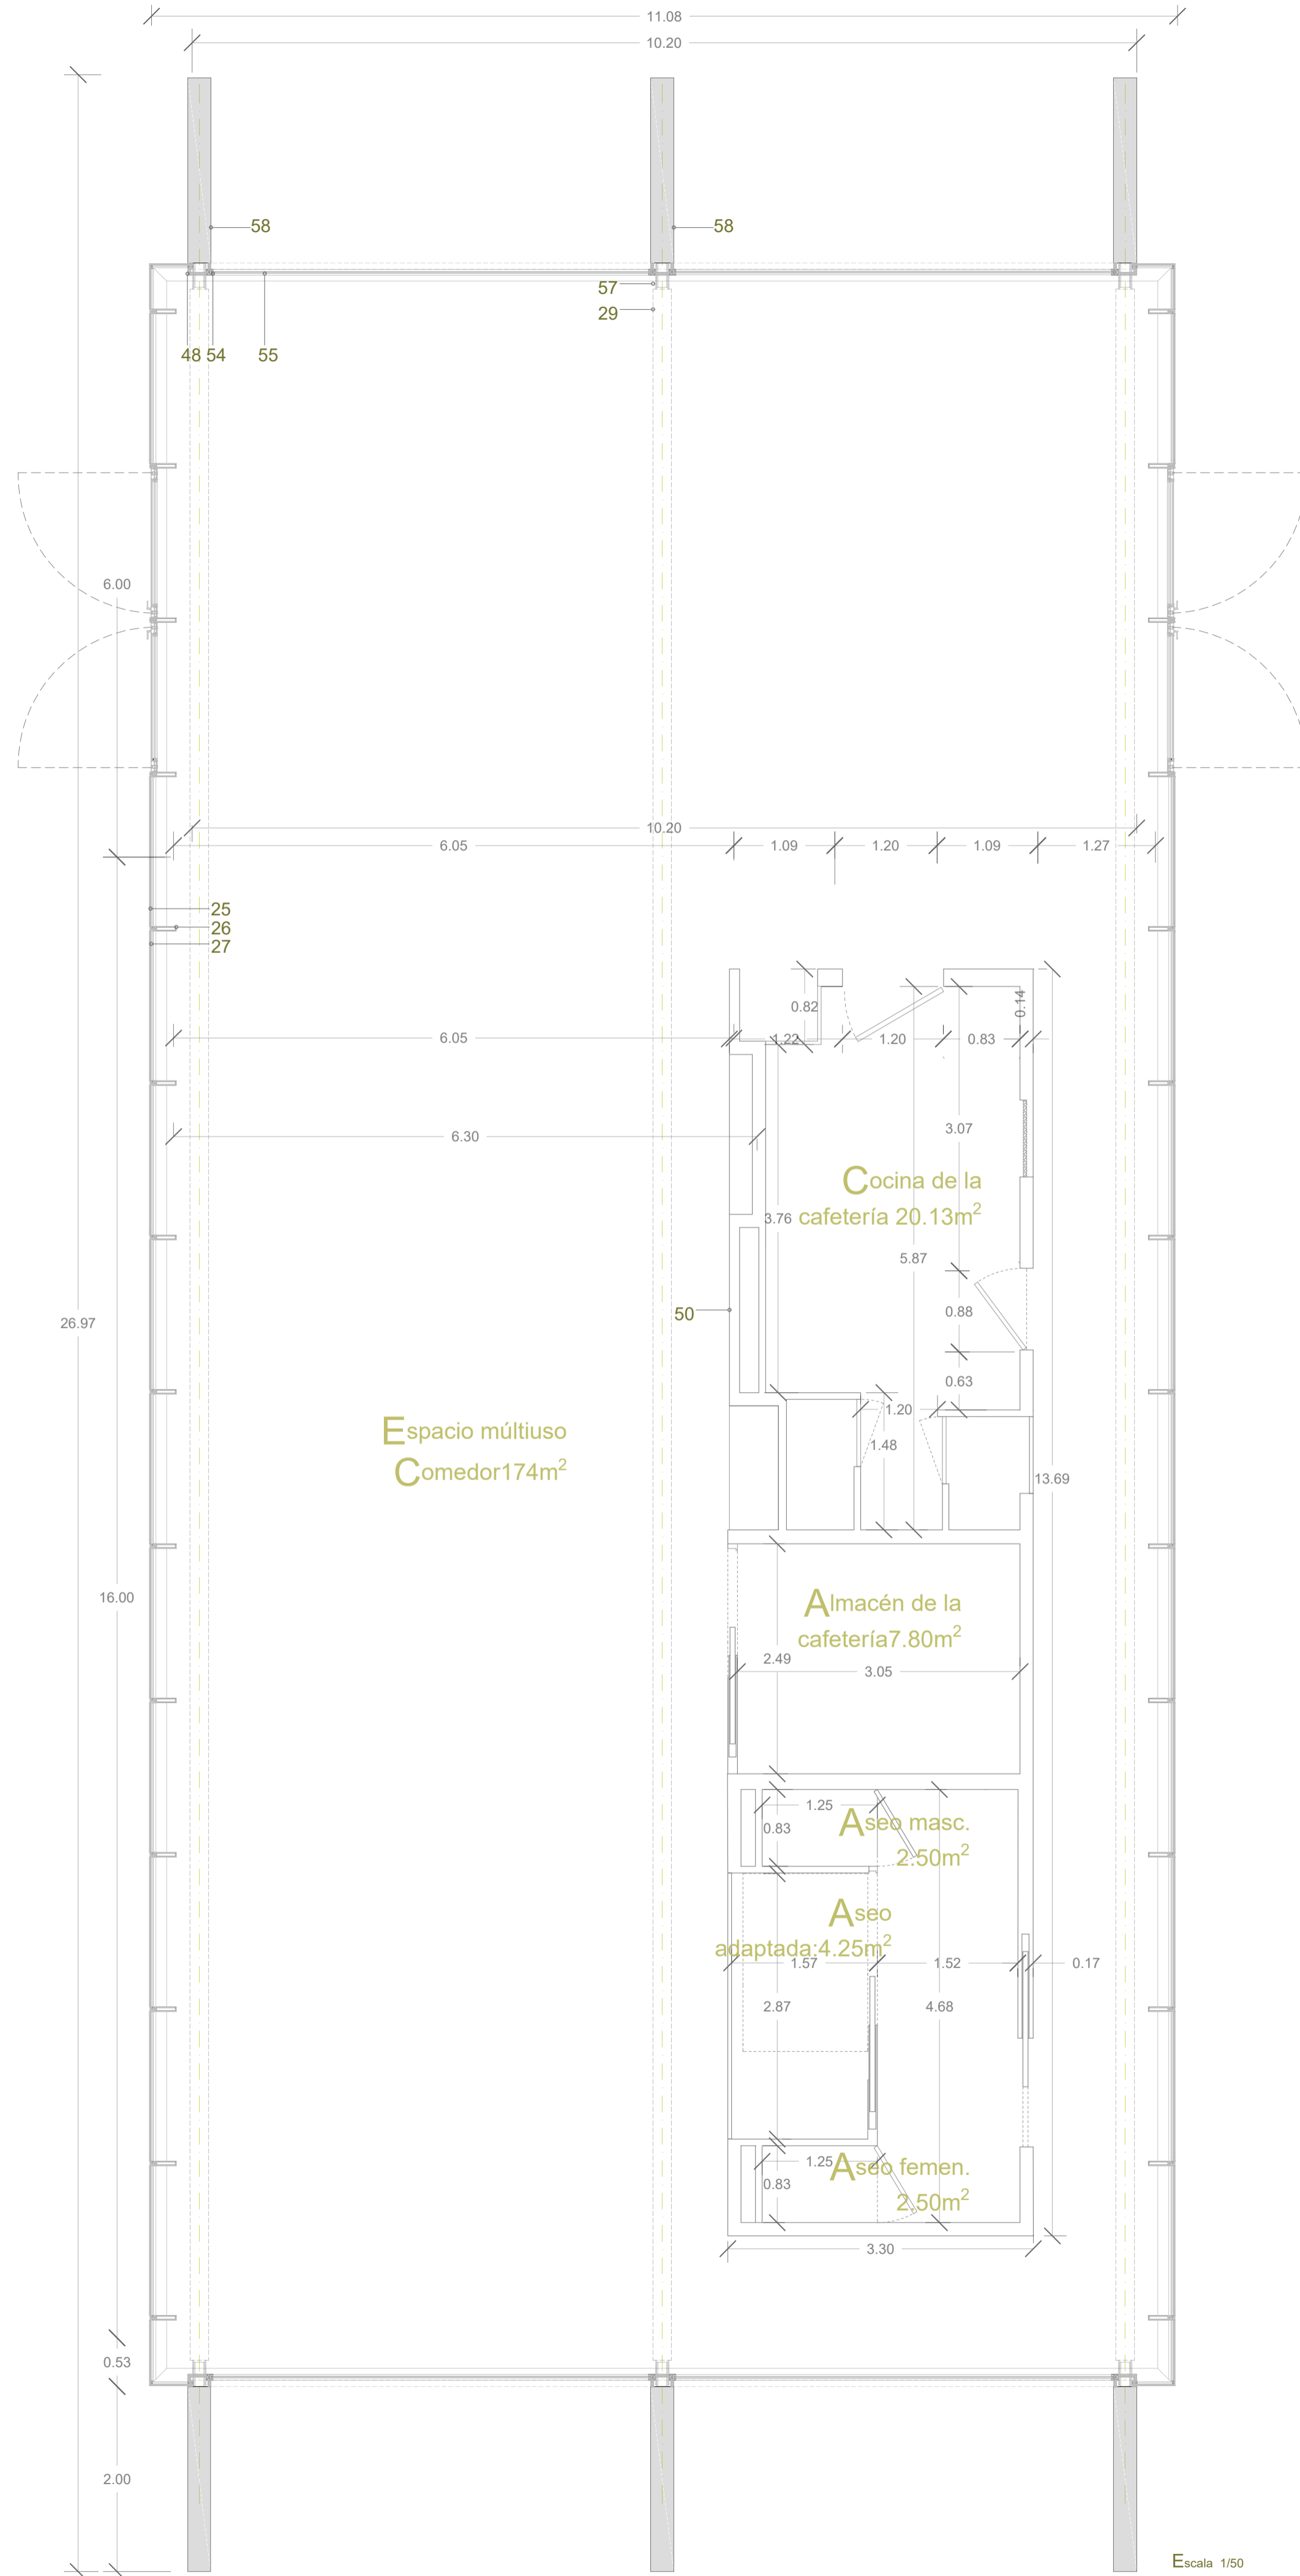 11.08
10.20
58
58
57
29
48 54 55
6.00
10.20
6.05 1.09 1.20 1.09 1.27
25
26
27
0.82
0.14
6.05 1.22 1.20 0.83
6.30
3.07
Cocina de la
cafetería 20.13m²
3.76
5.87
50
0.88
26.97
0.63
1.20
Espacio múltiuso
Comedor174m²
1.48
13.69
16.00
Almacén de la
cafetería7.80m²
2.49
3.05
1.25
0.83
Aseo masc.
2.50m²
Aseo
adaptada:4.25m²
1.57 1.52 0.17
2.87 4.68
1.25
0.83
Aseo femen.
2.50m²
3.30
0.53
2.00
Escala 1/50